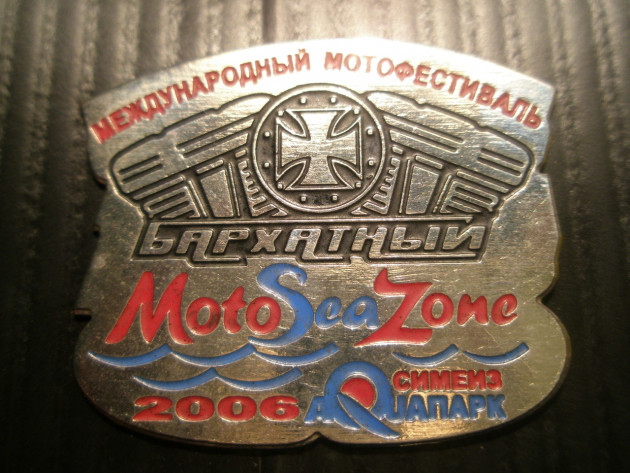 МЕЖДУНАРОДНЫЙ МОТОФЕСТИВАЛЬ
БАРХАТНЫЙ
MotoSeaZone
СИМЕИЗ
2006 AQUAПАРК